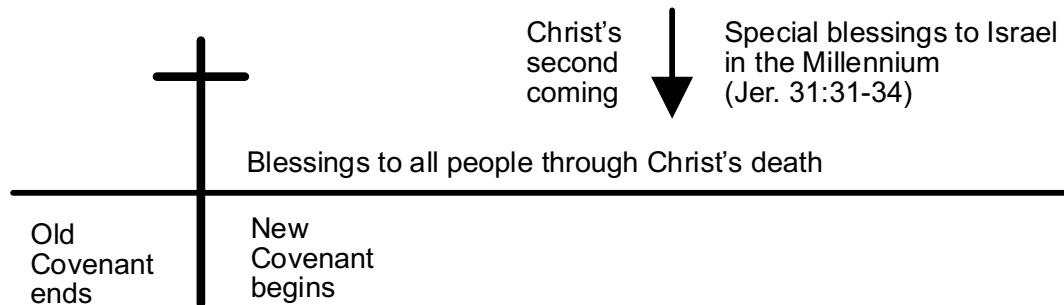 Christ’s
second
coming
Special blessings to Israel
in the Millennium
(Jer. 31:31-34)
Blessings to all people through Christ’s death
Old
Covenant
ends
New
Covenant
begins